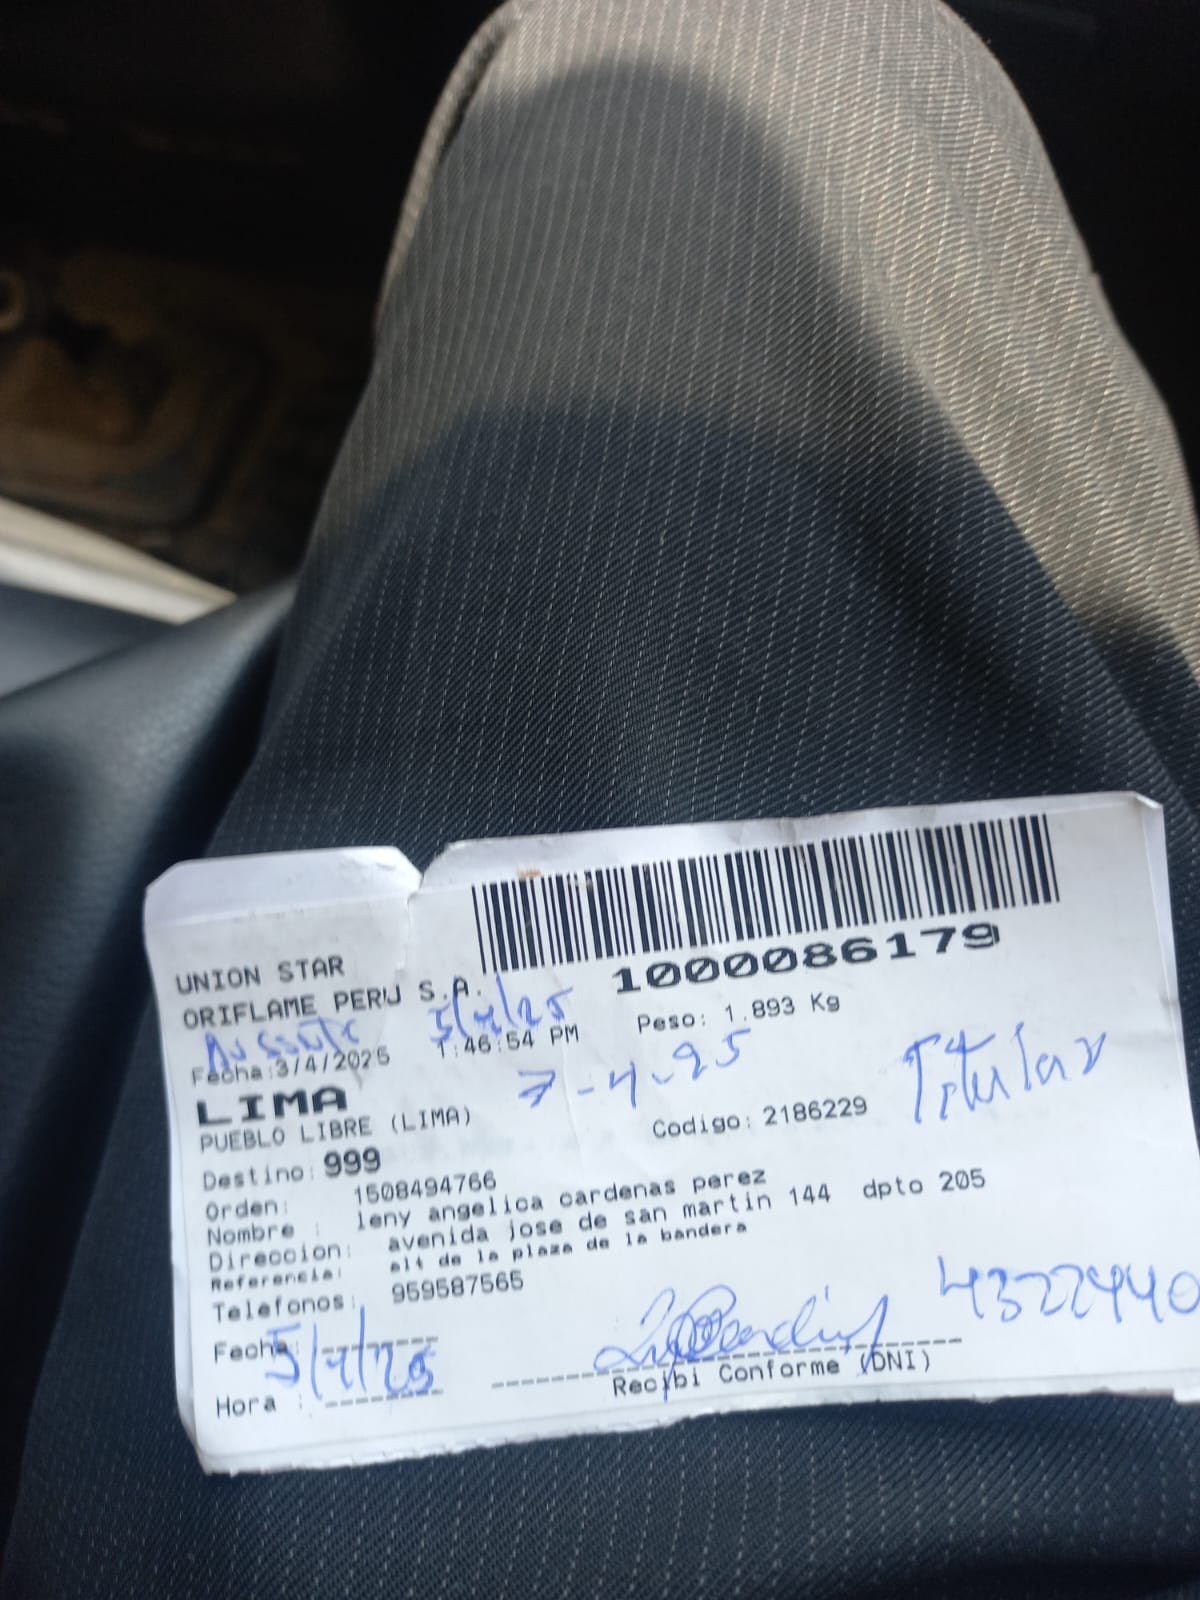 1000086179
UNION STAR
ORIFLAME PERU S.A.
Peso: 1.893 Kg
Ausente 5/4/25
Fecha:3/4/2025 1:46:54 PM
7-4-25
Titular
LIMA
PUEBLO LIBRE (LIMA)
Codigo: 2186229
Destino: 999
Orden: 1508494766
Nombre : leny angelica cardenas perez
Direccion: avenida jose de san martin 144 dpto 205
Referencia: alt de la plaza de la bandera
Telefonos: 959587565
43222440
Fecha: 5/4/25
Hora :
Recibi Conforme (DNI)